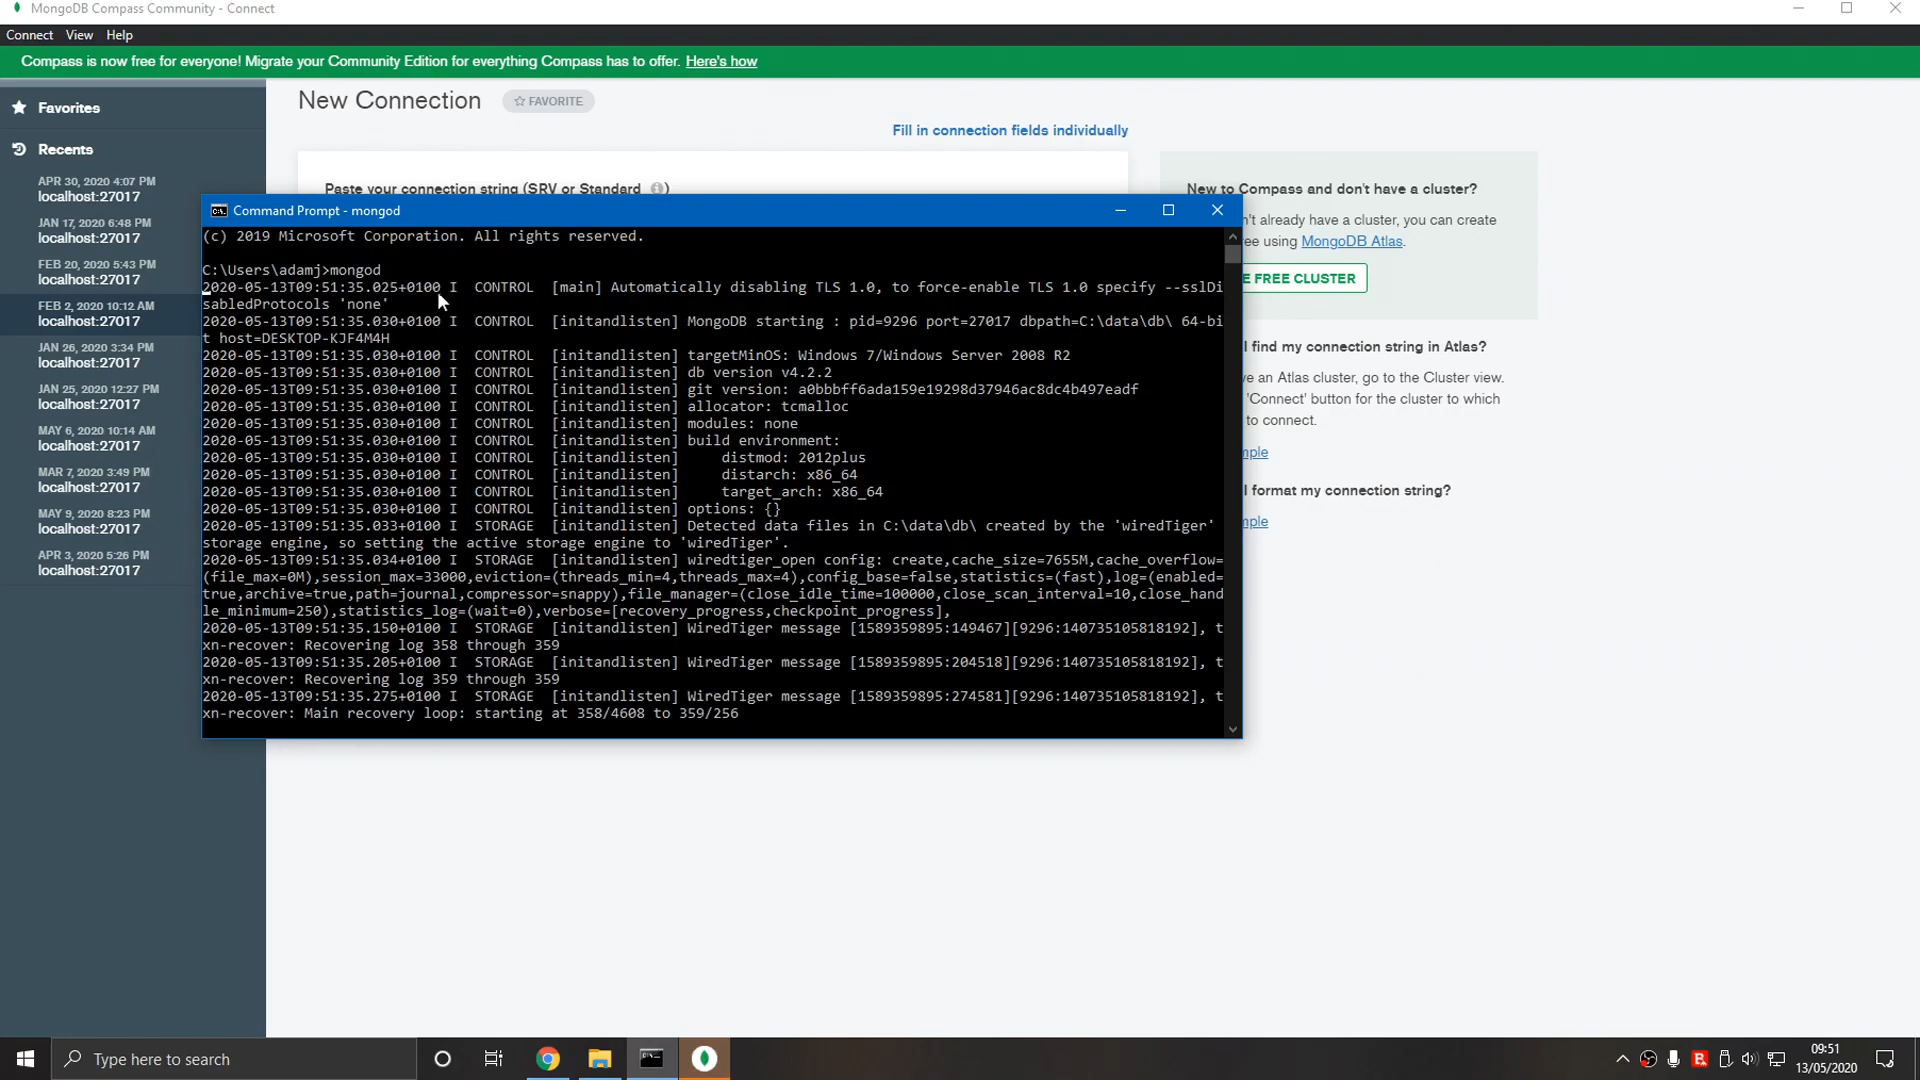 MongoDB Compass Community - Connect
Connect View Help
Compass is now free for everyone! Migrate your Community Edition for everything Compass has to offer. Here's how
Favorites
Recents
APR 30, 2020 4:07 PM
localhost:27017
JAN 17, 2020 6:48 PM
localhost:27017
FEB 20, 2020 5:43 PM
localhost:27017
FEB 2, 2020 10:12 AM
localhost:27017
JAN 26, 2020 3:34 PM
localhost:27017
JAN 25, 2020 12:27 PM
localhost:27017
MAY 6, 2020 10:14 AM
localhost:27017
MAR 7, 2020 3:49 PM
localhost:27017
MAY 9, 2020 8:23 PM
localhost:27017
APR 3, 2020 5:26 PM
localhost:27017
New Connection
FAVORITE
Fill in connection fields individually
Paste your connection string (SRV or Standard )
Command Prompt - mongod
(c) 2019 Microsoft Corporation. All rights reserved.
C:\Users\adamj>mongod
2020-05-13T09:51:35.025+0100 I CONTROL [main] Automatically disabling TLS 1.0, to force-enable TLS 1.0 specify --sslDi
sabledProtocols 'none'
2020-05-13T09:51:35.030+0100 I CONTROL [initandlisten] MongoDB starting : pid=9296 port=27017 dbpath=C:\data\db\ 64-bi
t host=DESKTOP-KJF4M4H
2020-05-13T09:51:35.030+0100 I CONTROL [initandlisten] targetMinOS: Windows 7/Windows Server 2008 R2
2020-05-13T09:51:35.030+0100 I CONTROL [initandlisten] db version v4.2.2
2020-05-13T09:51:35.030+0100 I CONTROL [initandlisten] git version: a0bbbff6ada159e19298d37946ac8dc4b497eadf
2020-05-13T09:51:35.030+0100 I CONTROL [initandlisten] allocator: tcmalloc
2020-05-13T09:51:35.030+0100 I CONTROL [initandlisten] modules: none
2020-05-13T09:51:35.030+0100 I CONTROL [initandlisten] build environment:
2020-05-13T09:51:35.030+0100 I CONTROL [initandlisten] distmod: 2012plus
2020-05-13T09:51:35.030+0100 I CONTROL [initandlisten] distarch: x86_64
2020-05-13T09:51:35.030+0100 I CONTROL [initandlisten] target_arch: x86_64
2020-05-13T09:51:35.030+0100 I CONTROL [initandlisten] options: {}
2020-05-13T09:51:35.033+0100 I STORAGE [initandlisten] Detected data files in C:\data\db\ created by the 'wiredTiger'
storage engine, so setting the active storage engine to 'wiredTiger'.
2020-05-13T09:51:35.034+0100 I STORAGE [initandlisten] wiredtiger_open config: create,cache_size=7655M,cache_overflow=
(file_max=0M),session_max=33000,eviction=(threads_min=4,threads_max=4),config_base=false,statistics=(fast),log=(enabled=
true,archive=true,path=journal,compressor=snappy),file_manager=(close_idle_time=100000,close_scan_interval=10,close_hand
le_minimum=250),statistics_log=(wait=0),verbose=[recovery_progress,checkpoint_progress],
2020-05-13T09:51:35.150+0100 I STORAGE [initandlisten] WiredTiger message [1589359895:149467][9296:140735105818192], t
xn-recover: Recovering log 358 through 359
2020-05-13T09:51:35.205+0100 I STORAGE [initandlisten] WiredTiger message [1589359895:204518][9296:140735105818192], t
xn-recover: Recovering log 359 through 359
2020-05-13T09:51:35.275+0100 I STORAGE [initandlisten] WiredTiger message [1589359895:274581][9296:140735105818192], t
xn-recover: Main recovery loop: starting at 358/4608 to 359/256
New to Compass and don't have a cluster?
n't already have a cluster, you can create
ee using MongoDB Atlas.
E FREE CLUSTER
I find my connection string in Atlas?
ve an Atlas cluster, go to the Cluster view.
'Connect' button for the cluster to which
to connect.
mple
I format my connection string?
mple
Type here to search
09:51
13/05/2020